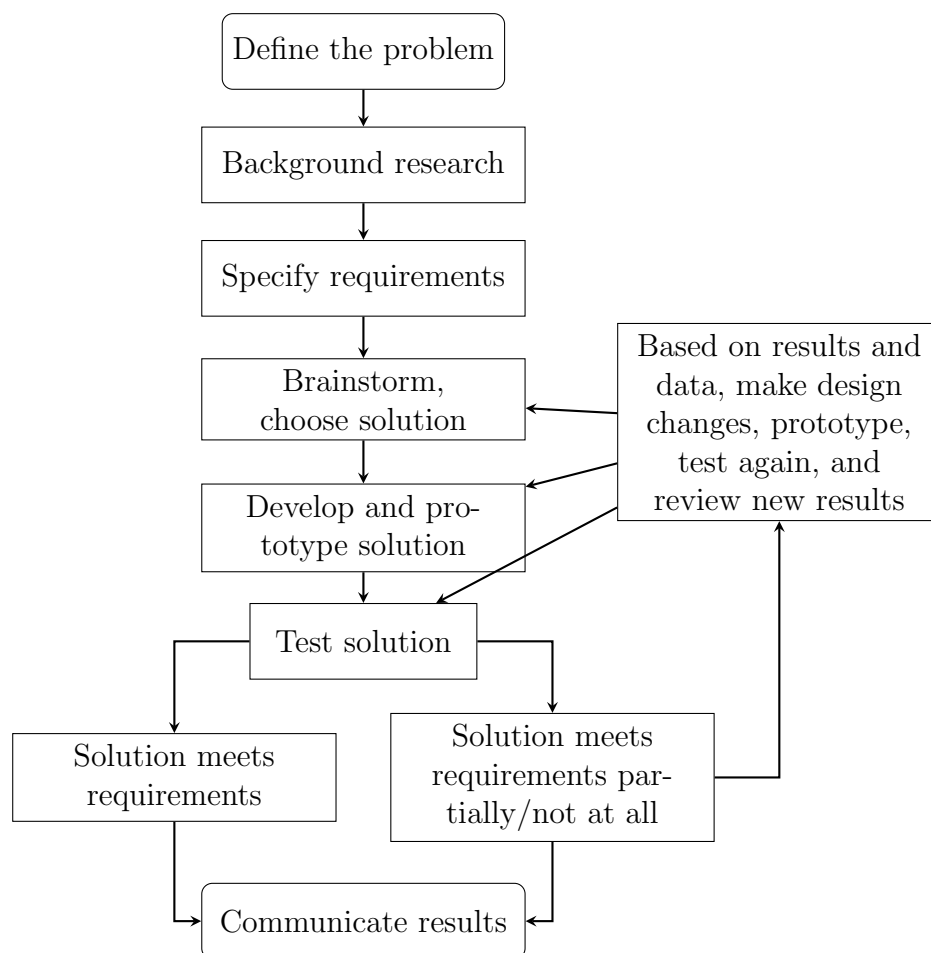 Define the problem
Background research
Specify requirements
Brainstorm,
choose solution
Based on results and
data, make design
changes, prototype,
test again, and
review new results
Develop and pro-
totype solution
Test solution
Solution meets
requirements
Solution meets
requirements par-
tially/not at all
Communicate results